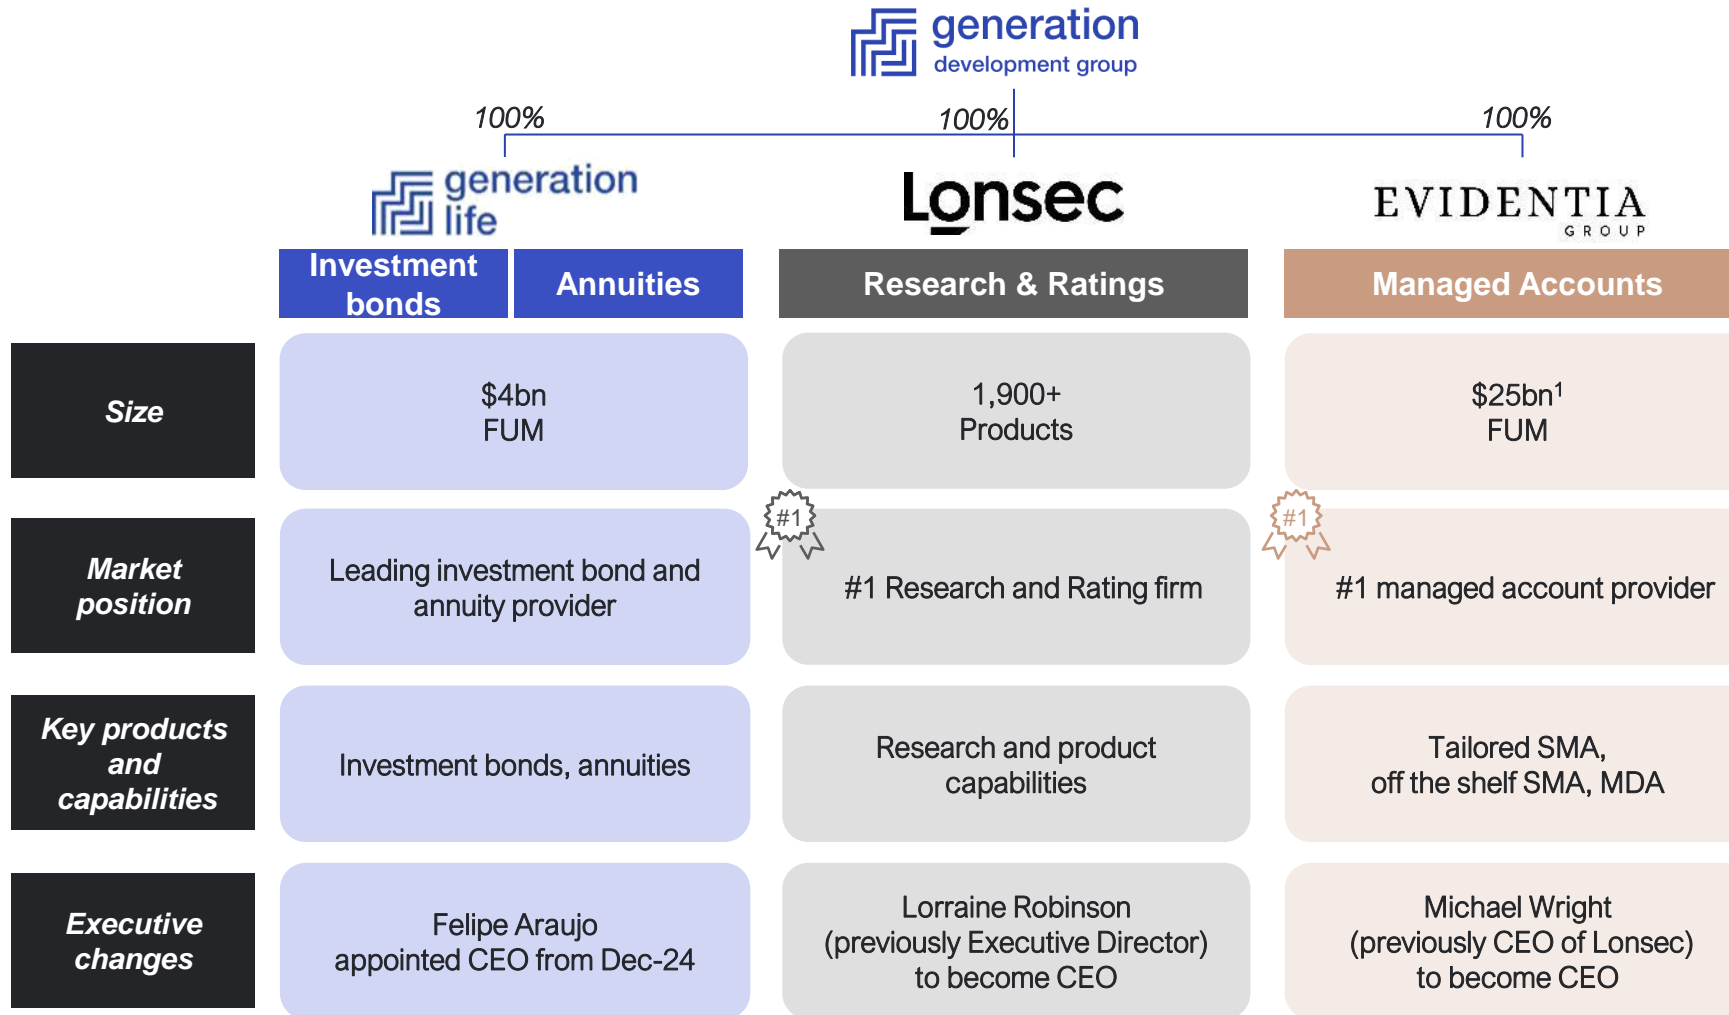 generation
development group
100%
100%
100%
generation
life
Lonsec
EVIDENTIA
GROUP
Investment
bonds
Annuities
Research & Ratings
Managed Accounts
Size
$4bn
FUM
1,900+
Products
$25bn¹
FUM
Market
position
Leading investment bond and
annuity provider
#1
#1 Research and Rating firm
#1
#1 managed account provider
Key products
and
capabilities
Investment bonds, annuities
Research and product
capabilities
Tailored SMA,
off the shelf SMA, MDA
Executive
changes
Felipe Araujo
appointed CEO from Dec-24
Lorraine Robinson
(previously Executive Director)
to become CEO
Michael Wright
(previously CEO of Lonsec)
to become CEO